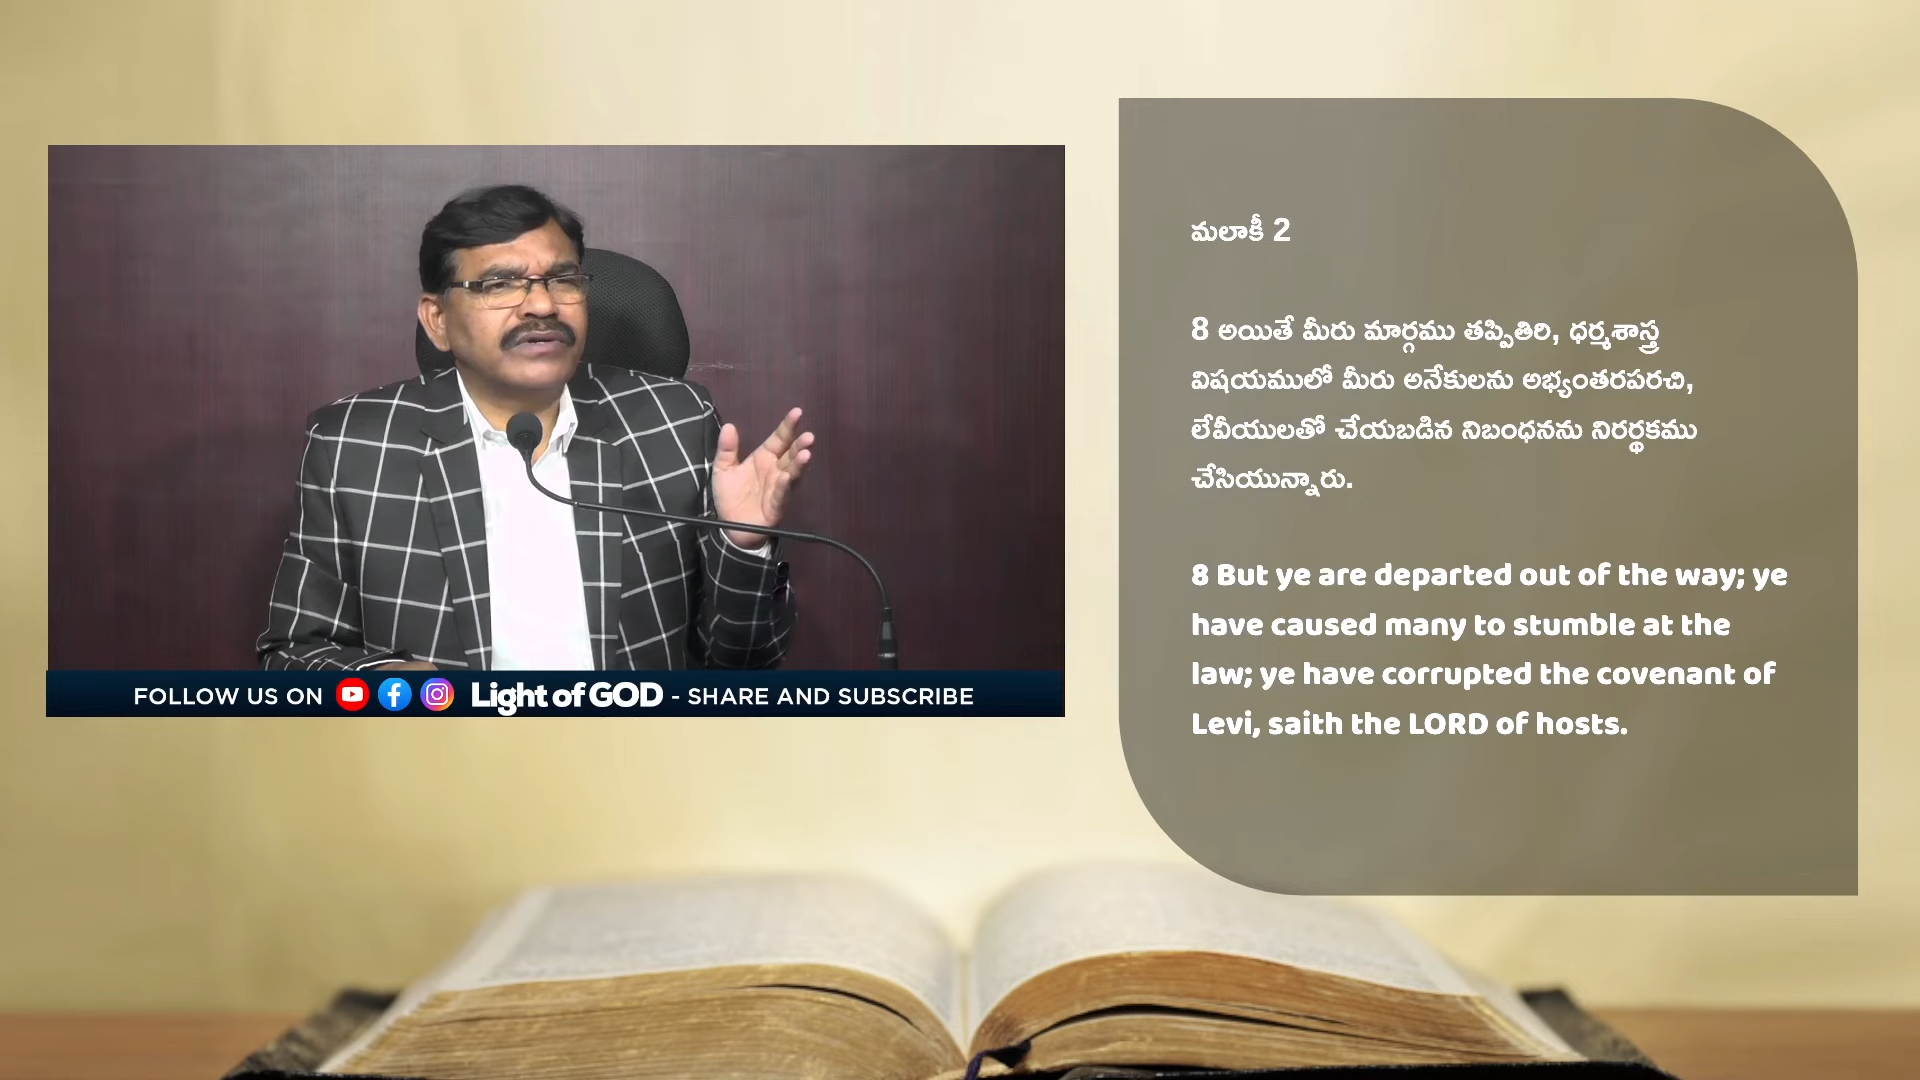 మలాకీ 2
8 అయితే మీరు మార్గము తప్పితిరి, ధర్మశాస్త్ర
విషయములో మీరు అనేకులను అభ్యంతరపరచి,
లేవీయులతో చేయబడిన నిబంధనను నిరర్థకము
చేసియున్నారు.
8 But ye are departed out of the way; ye
have caused many to stumble at the
law; ye have corrupted the covenant of
Levi, saith the LORD of hosts.
FOLLOW US ON Light of GOD - SHARE AND SUBSCRIBE